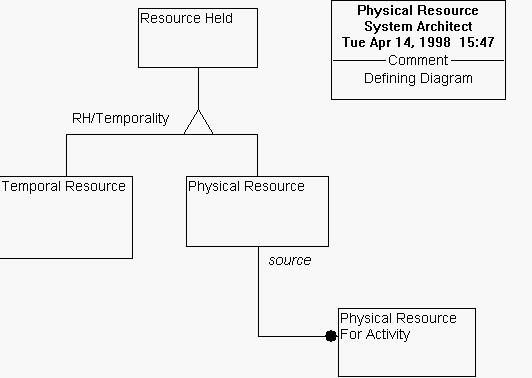 Resource Held
Physical Resource
System Architect
Tue Apr 14, 1998 15:47
Comment
Defining Diagram
RH/Temporality
Temporal Resource
Physical Resource
source
Physical Resource
For Activity